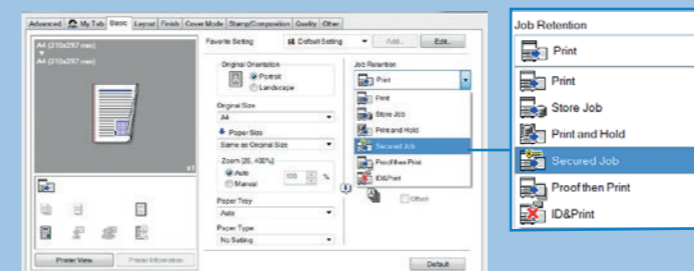 Advanced My Tab Basic Layout Finish Cover Mode Stamp/Composition Quality Other
A4 (210x297 mm)
A4 (210x297 mm)
x1
Printer View Printer Information
Favorite Setting Default Setting Add... Edit...
Original Orientation
Portrait
Landscape
Original Size
A4
Paper Size
Same as Original Size
Zoom [25..400%]
Auto
Manual
100 %
Paper Tray
Auto
Paper Type
No Setting
Job Retention
Print
Print
Store Job
Print and Hold
Secured Job
Proof then Print
ID&Print
Offset
Default
Job Retention
Print
Print
Store Job
Print and Hold
Secured Job
Proof then Print
ID&Print